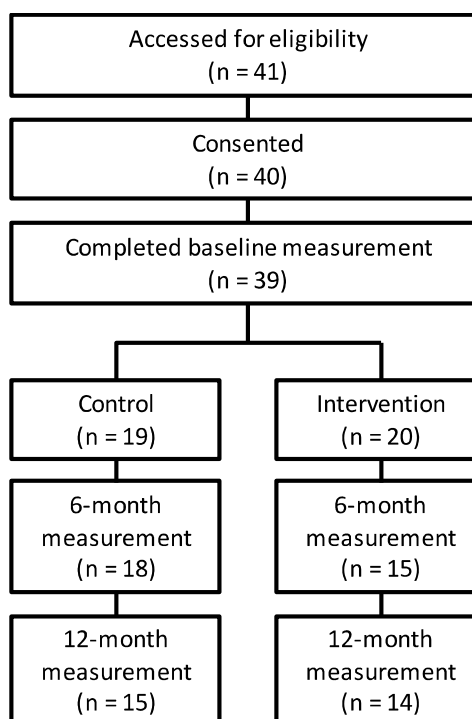 Accessed for eligibility
(n = 41)
Consented
(n = 40)
Completed baseline measurement
(n = 39)
Control
(n = 19)
6-month
measurement
(n = 18)
12-month
measurement
(n = 15)
Intervention
(n = 20)
6-month
measurement
(n = 15)
12-month
measurement
(n = 14)